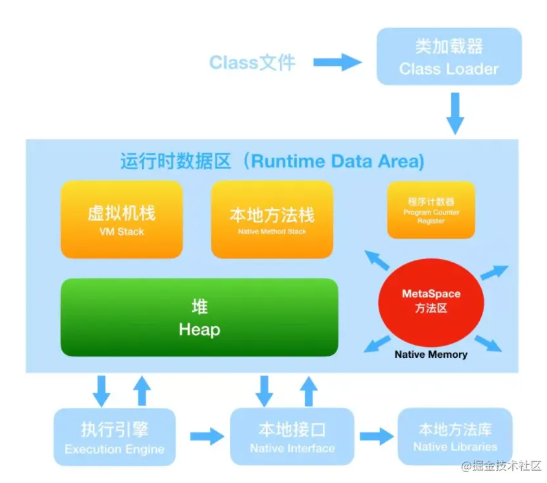 Class文件
类加载器
Class Loader
运行时数据区（Runtime Data Area)
虚拟机栈
VM Stack
本地方法栈
Native Method Stack
程序计数器
Program Counter
Register
堆
Heap
MetaSpace
方法区
Native Memory
执行引擎
Execution Engine
本地接口
Native Interface
本地方法库
Native Libraries
@掘金技术社区